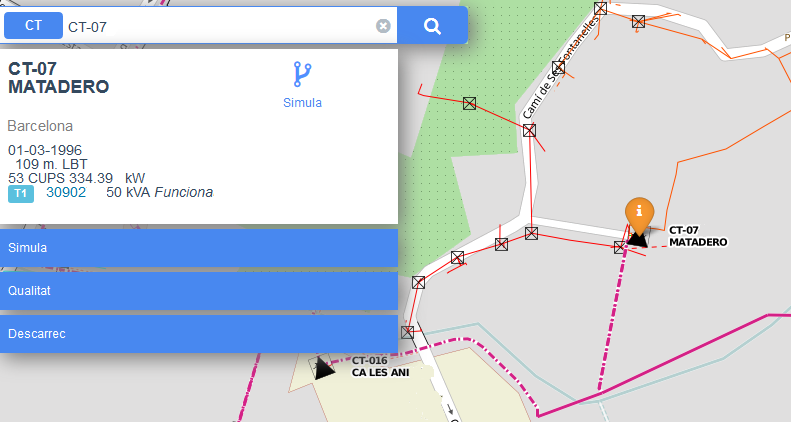 CT
CT-07
CT-07
MATADERO
Simula
Barcelona
01-03-1996
109 m. LBT
53 CUPS 334.39 kW
T1 30902 50 kVA Funciona
Simula
Qualitat
Descarrec
Camí de Ses Fontanelles
CT-07
MATADERO
CT-016
CA LES ANI